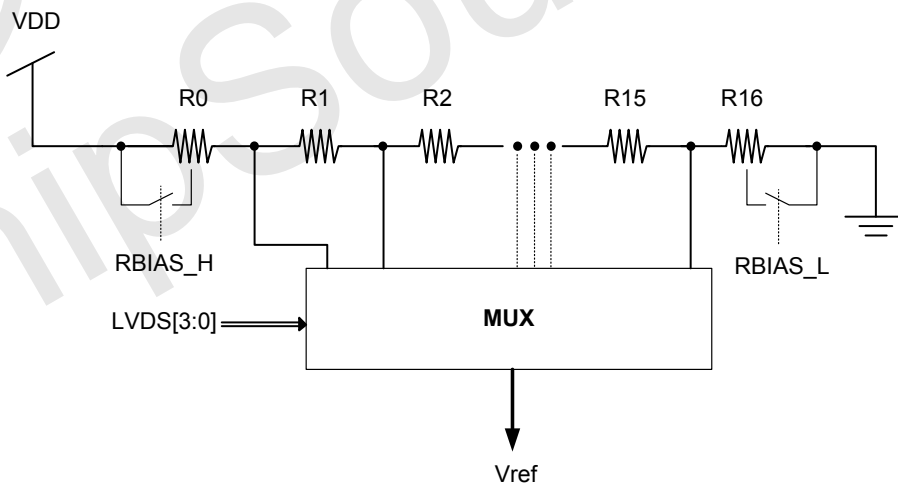 VDD
R0 R1 R2 R15 R16
RBIAS_H
RBIAS_L
LVDS[3:0]
MUX
Vref